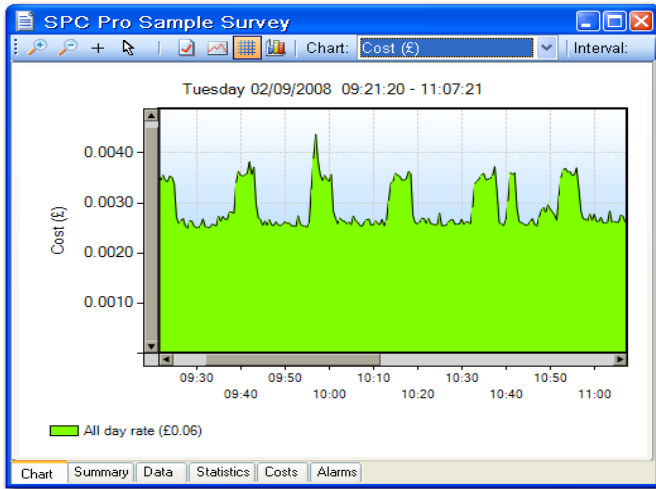 SPC Pro Sample Survey
Chart: Cost (£) Interval:
Tuesday 02/09/2008 09:21:20 - 11:07:21
0.0040
0.0030
0.0020
0.0010
Cost (£)
09:30 09:50 10:10 10:30 10:50
09:40 10:00 10:20 10:40 11:00
All day rate (£0.06)
Chart Summary Data Statistics Costs Alarms